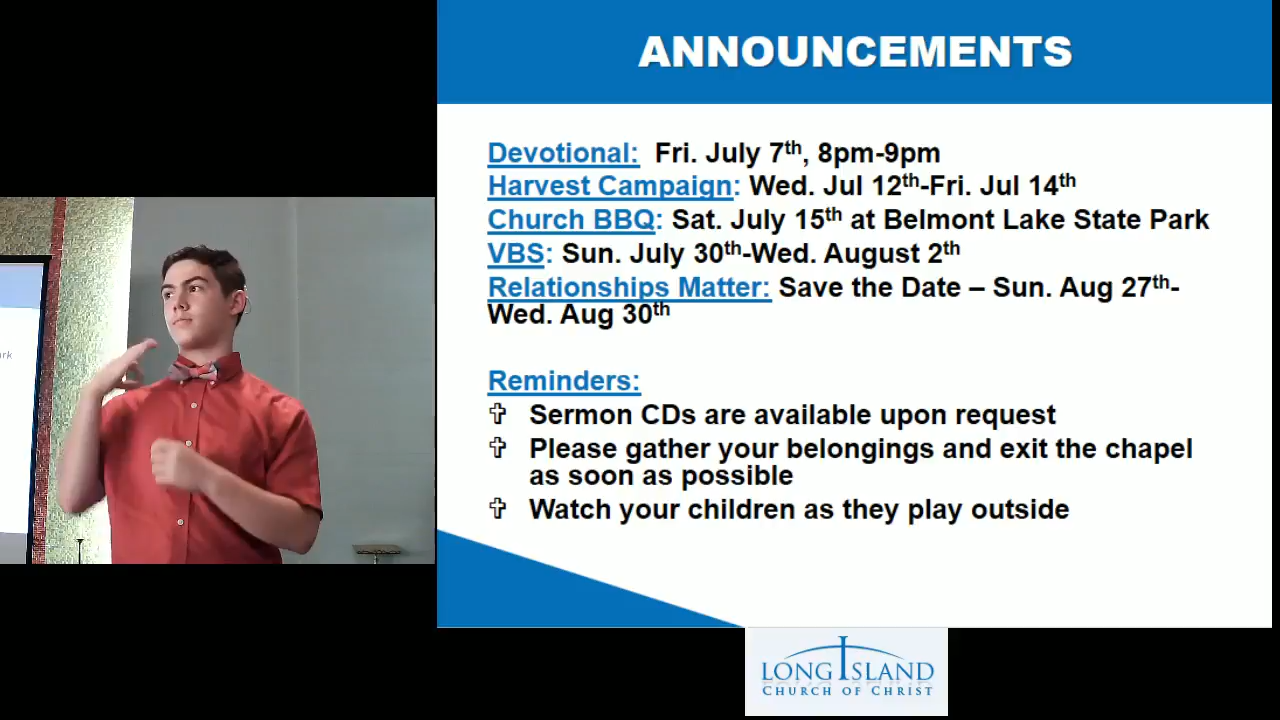 ANNOUNCEMENTS
Devotional: Fri. July 7th, 8pm-9pm
Harvest Campaign: Wed. Jul 12th-Fri. Jul 14th
Church BBQ: Sat. July 15th at Belmont Lake State Park
VBS: Sun. July 30th-Wed. August 2th
Relationships Matter: Save the Date – Sun. Aug 27th-
Wed. Aug 30th
Reminders:
✞ Sermon CDs are available upon request
✞ Please gather your belongings and exit the chapel
as soon as possible
✞ Watch your children as they play outside
rk
LONG ISLAND
CHURCH OF CHRIST